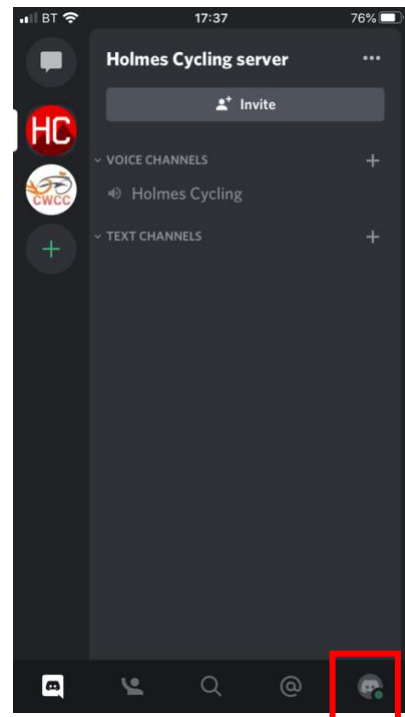 BT 17:37 76%
Holmes Cycling server
Invite
HC
VOICE CHANNELS
Holmes Cycling
CWCC
TEXT CHANNELS